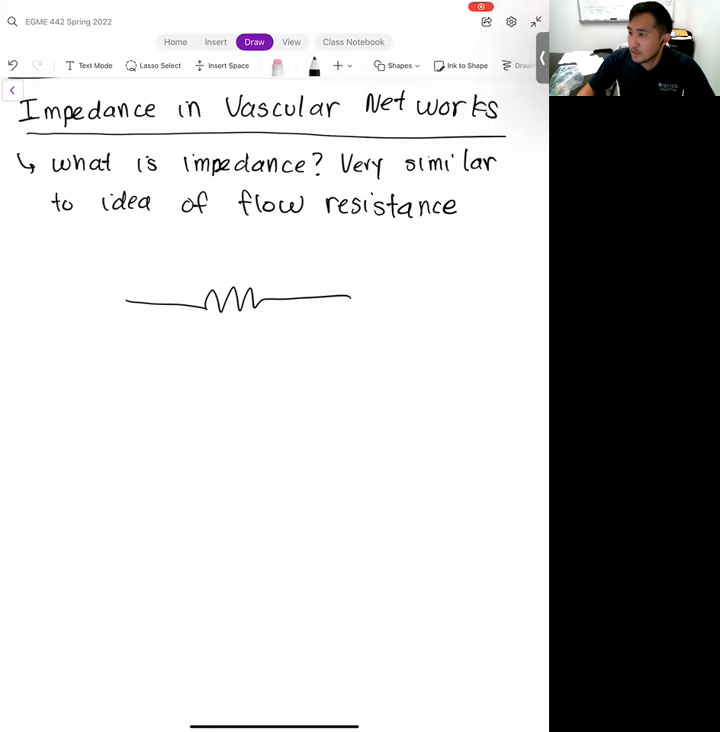 EGME 442 Spring 2022
Home Insert Draw View Class Notebook
Text Mode Lasso Select Insert Space Shapes Ink to Shape Draw
Impedance in Vascular Networks
↳ what is impedance? Very similar
to idea of flow resistance